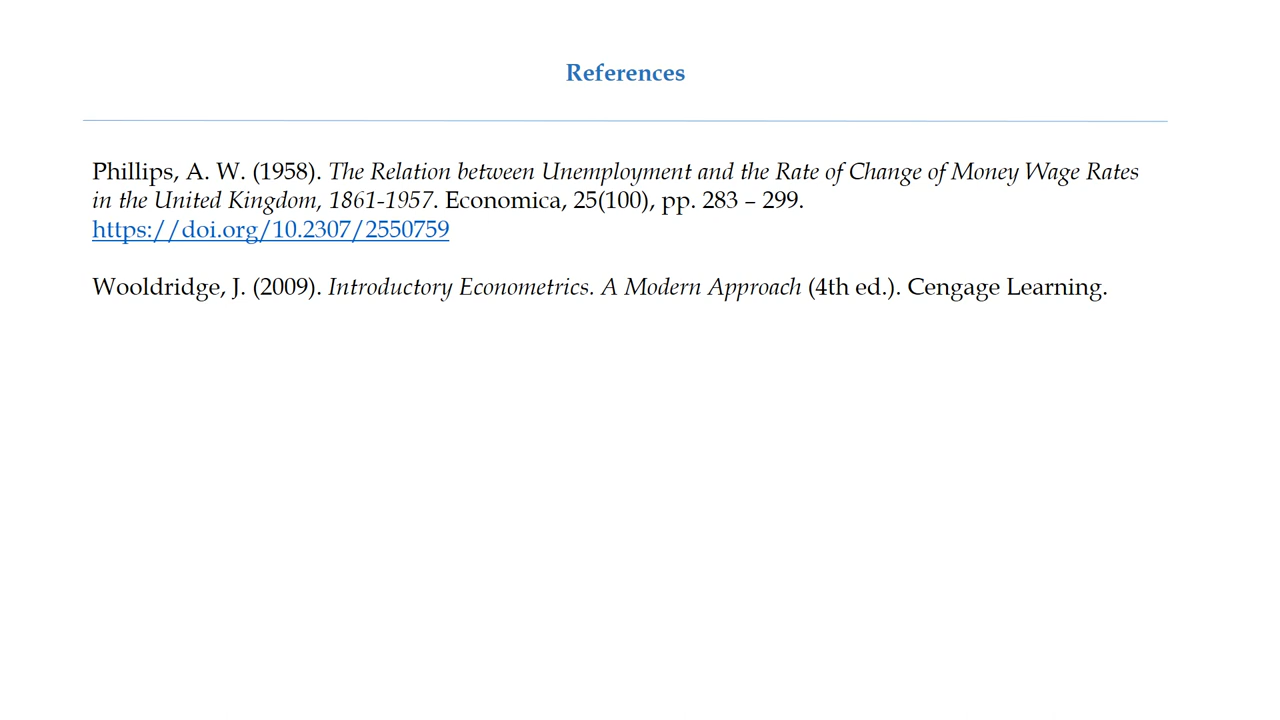 References
Phillips, A. W. (1958). The Relation between Unemployment and the Rate of Change of Money Wage Rates
in the United Kingdom, 1861-1957. Economica, 25(100), pp. 283 – 299.
https://doi.org/10.2307/2550759
Wooldridge, J. (2009). Introductory Econometrics. A Modern Approach (4th ed.). Cengage Learning.